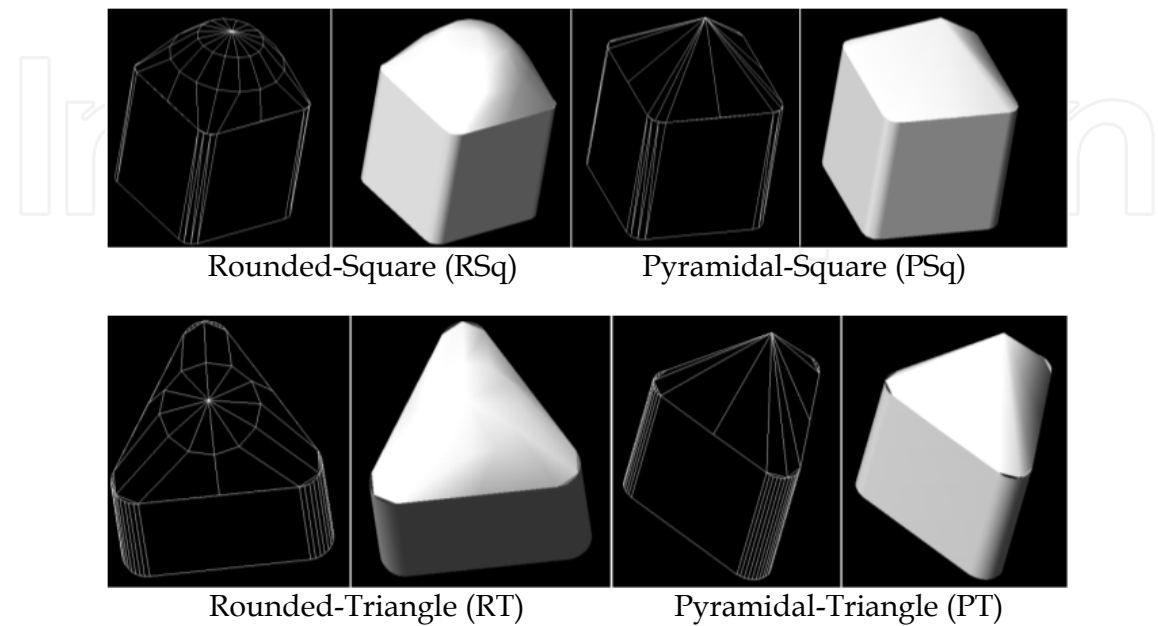 Rounded-Square (RSq) Pyramidal-Square (PSq)
Rounded-Triangle (RT) Pyramidal-Triangle (PT)